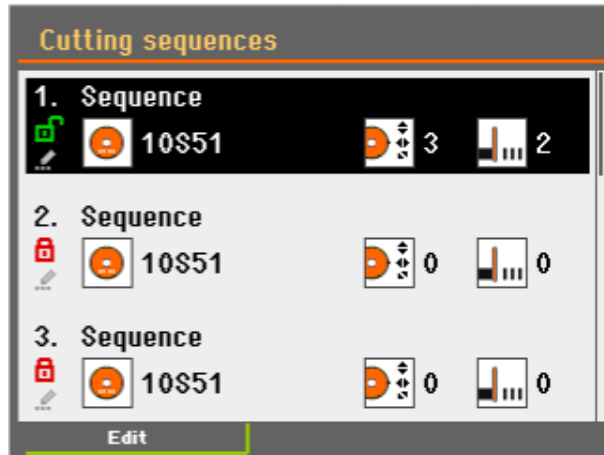 Cutting sequences
1. Sequence
10S51 3 2
2. Sequence
10S51 0 0
3. Sequence
10S51 0 0
Edit